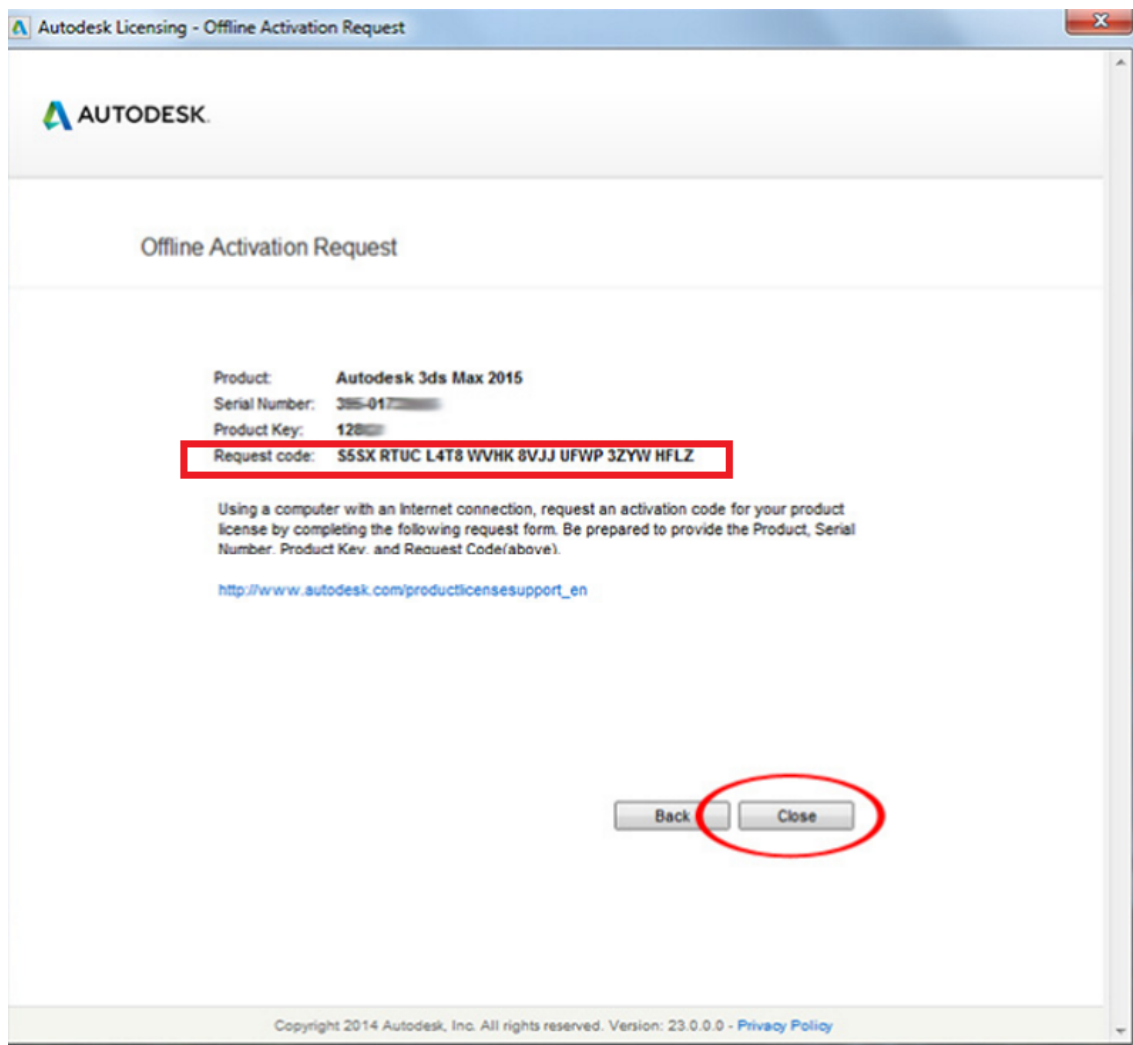 Autodesk Licensing - Offline Activation Request
AUTODESK.
Offline Activation Request
Product: Autodesk 3ds Max 2015
Serial Number: 395-017
Product Key: 128
Request code: S5SX RTUC L4T8 WVHK 8VJJ UFWP 3ZYW HFLZ
Using a computer with an Internet connection, request an activation code for your product
license by completing the following request form. Be prepared to provide the Product, Serial
Number, Product Key, and Request Code(above).
http://www.autodesk.com/productlicensesupport_en
Back Close
Copyright 2014 Autodesk, Inc. All rights reserved. Version: 23.0.0.0 - Privacy Policy